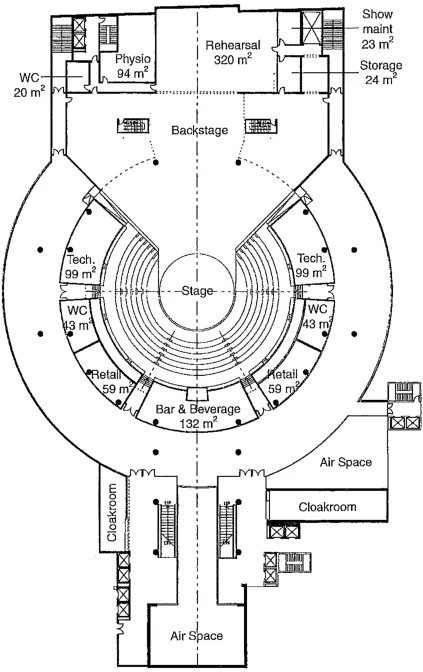 Show
maint
23 m²
Physio
94 m²
Rehearsal
320 m²
Storage
24 m²
WC
20 m²
Backstage
Tech.
99 m²
Tech.
99 m²
Stage
WC
43 m²
WC
43 m²
Retail
59 m²
Retail
59 m²
Bar & Beverage
132 m²
Air Space
Cloakroom
Cloakroom
Air Space